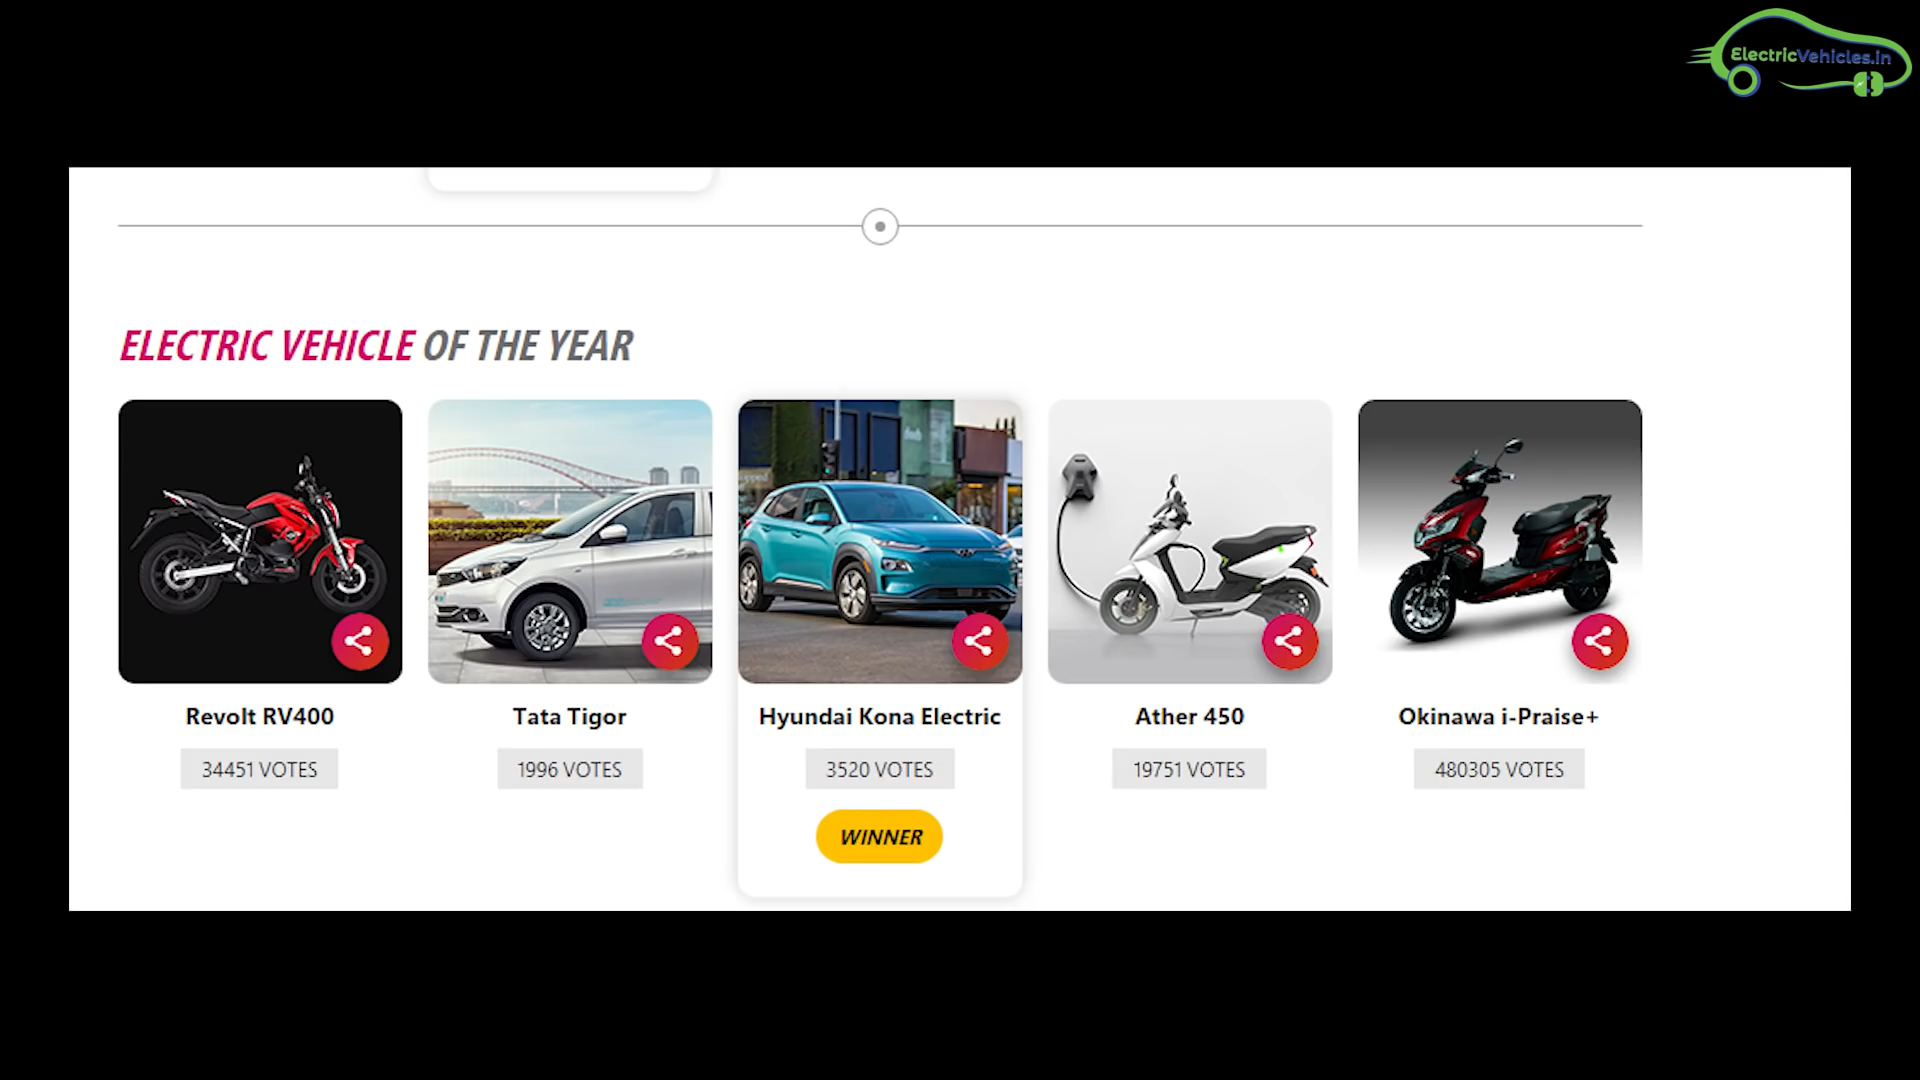 ElectricVehicles.in
ELECTRIC VEHICLE OF THE YEAR
Revolt RV400
34451 VOTES
Tata Tigor
1996 VOTES
Hyundai Kona Electric
3520 VOTES
WINNER
Ather 450
19751 VOTES
Okinawa i-Praise+
480305 VOTES